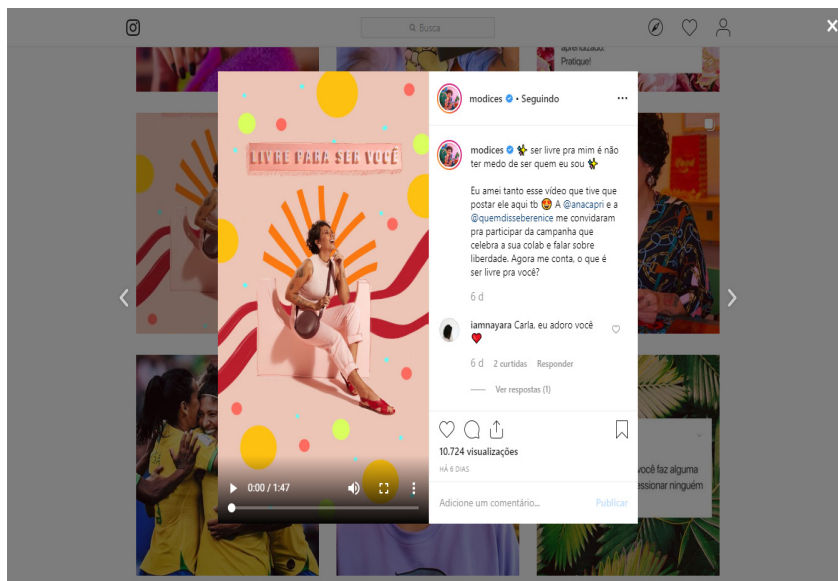 Busca
aprendizado.
Pratique!
LIVRE PARA SER VOCÊ
modices • Seguindo
modices ✨ ser livre pra mim é não
ter medo de ser quem eu sou ✨
Eu amei tanto esse vídeo que tive que
postar ele aqui tb 😍 A @anacapri e a
@quemdisseberenice me convidaram
pra participar da campanha que
celebra a sua colab e falar sobre
liberdade. Agora me conta, o que é
ser livre pra você?
6 d
iamnayara Carla, eu adoro você
❤️
6 d 2 curtidas Responder
Ver respostas (1)
10.724 visualizações
HÁ 6 DIAS
0:00 / 1:47
Adicione um comentário... Publicar
você faz alguma
ssionar ninguém